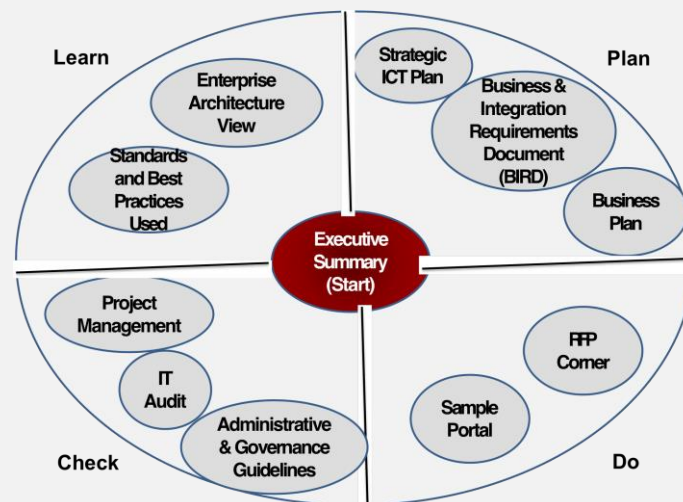 Learn
Enterprise
Architecture
View
Standards
and Best
Practices
Used
Plan
Strategic
ICT Plan
Business &
Integration
Requirements
Document
(BIRD)
Business
Plan
Executive
Summary
(Start)
Project
Management
IT
Audit
Administrative
& Governance
Guidelines
Check
RFP
Corner
Sample
Portal
Do